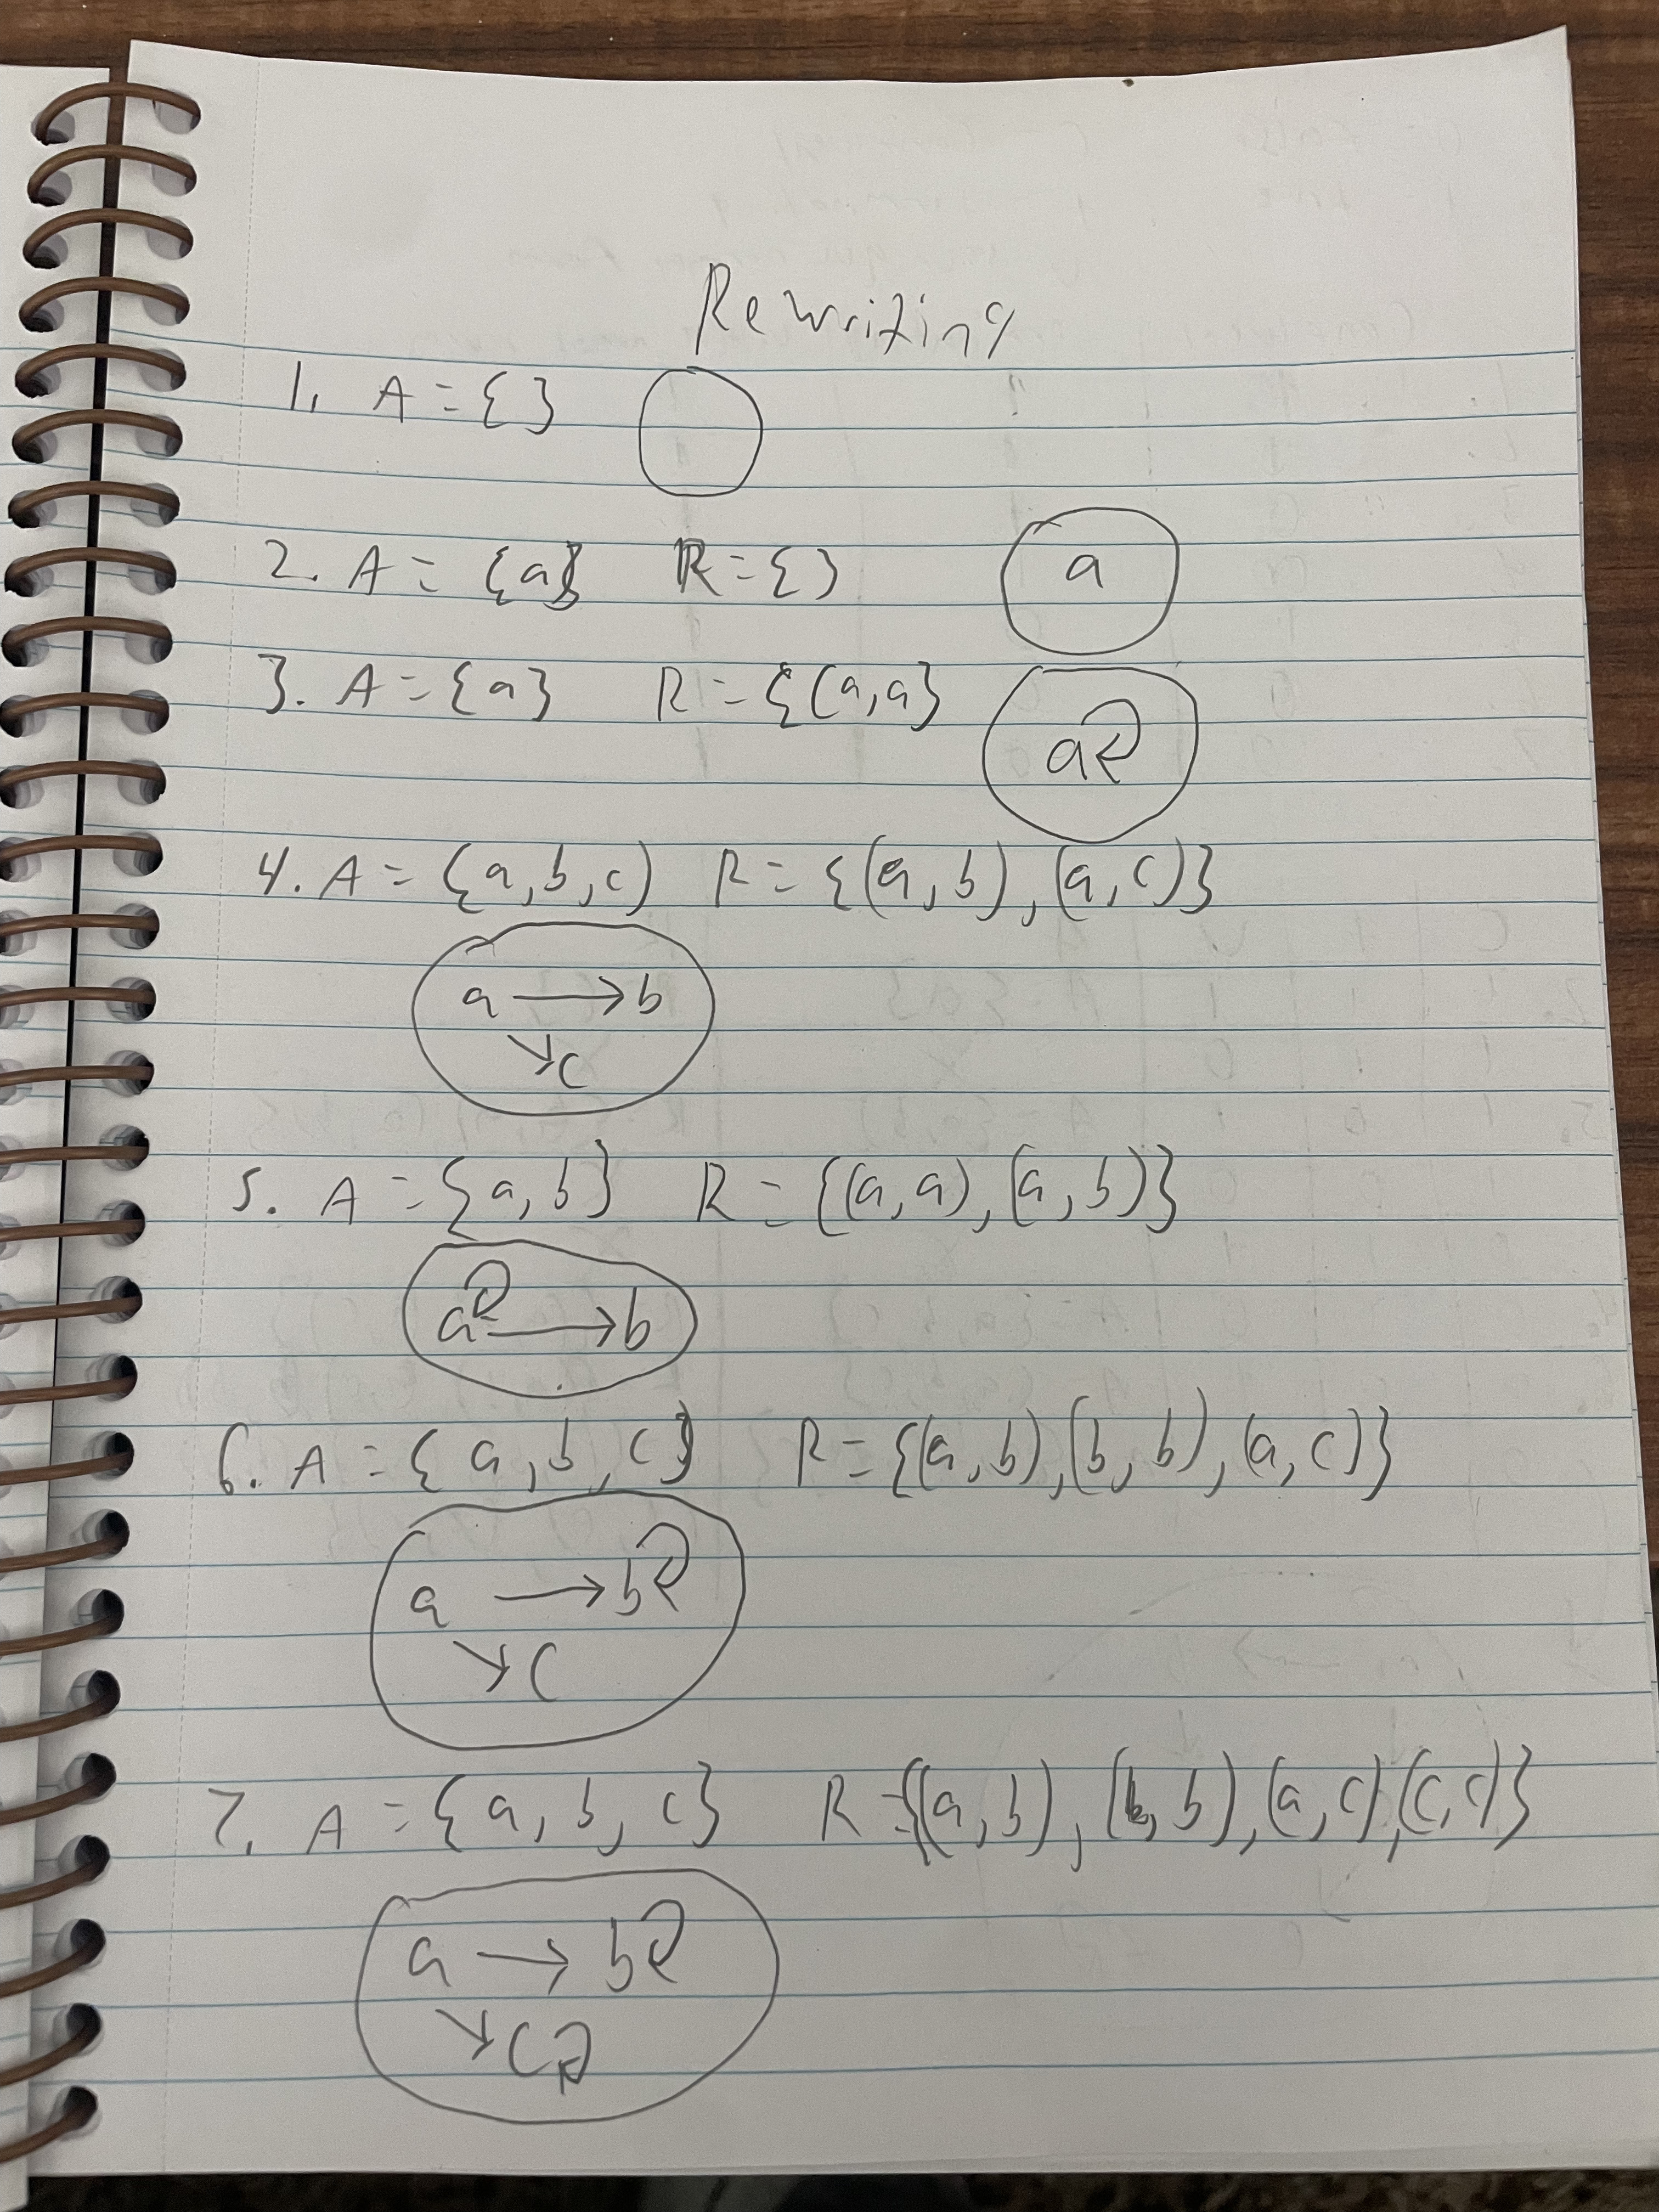 Rewriting
1. A = { }
2. A = {a} R = { }
a
3. A = {a} R = {(a,a}
a
4. A = {a, b, c) R = {(a, b), (a, c)}
a → b
↘ c
5. A = {a, b} R = {(a, a), (a, b)}
a → b
6. A = { a, b, c} R = {(a, b), (b, b), (a, c)}
a → b
↘ c
7. A = { a, b, c} R = {(a, b), (b, b), (a, c), (c, c)}
a → b
↘ c